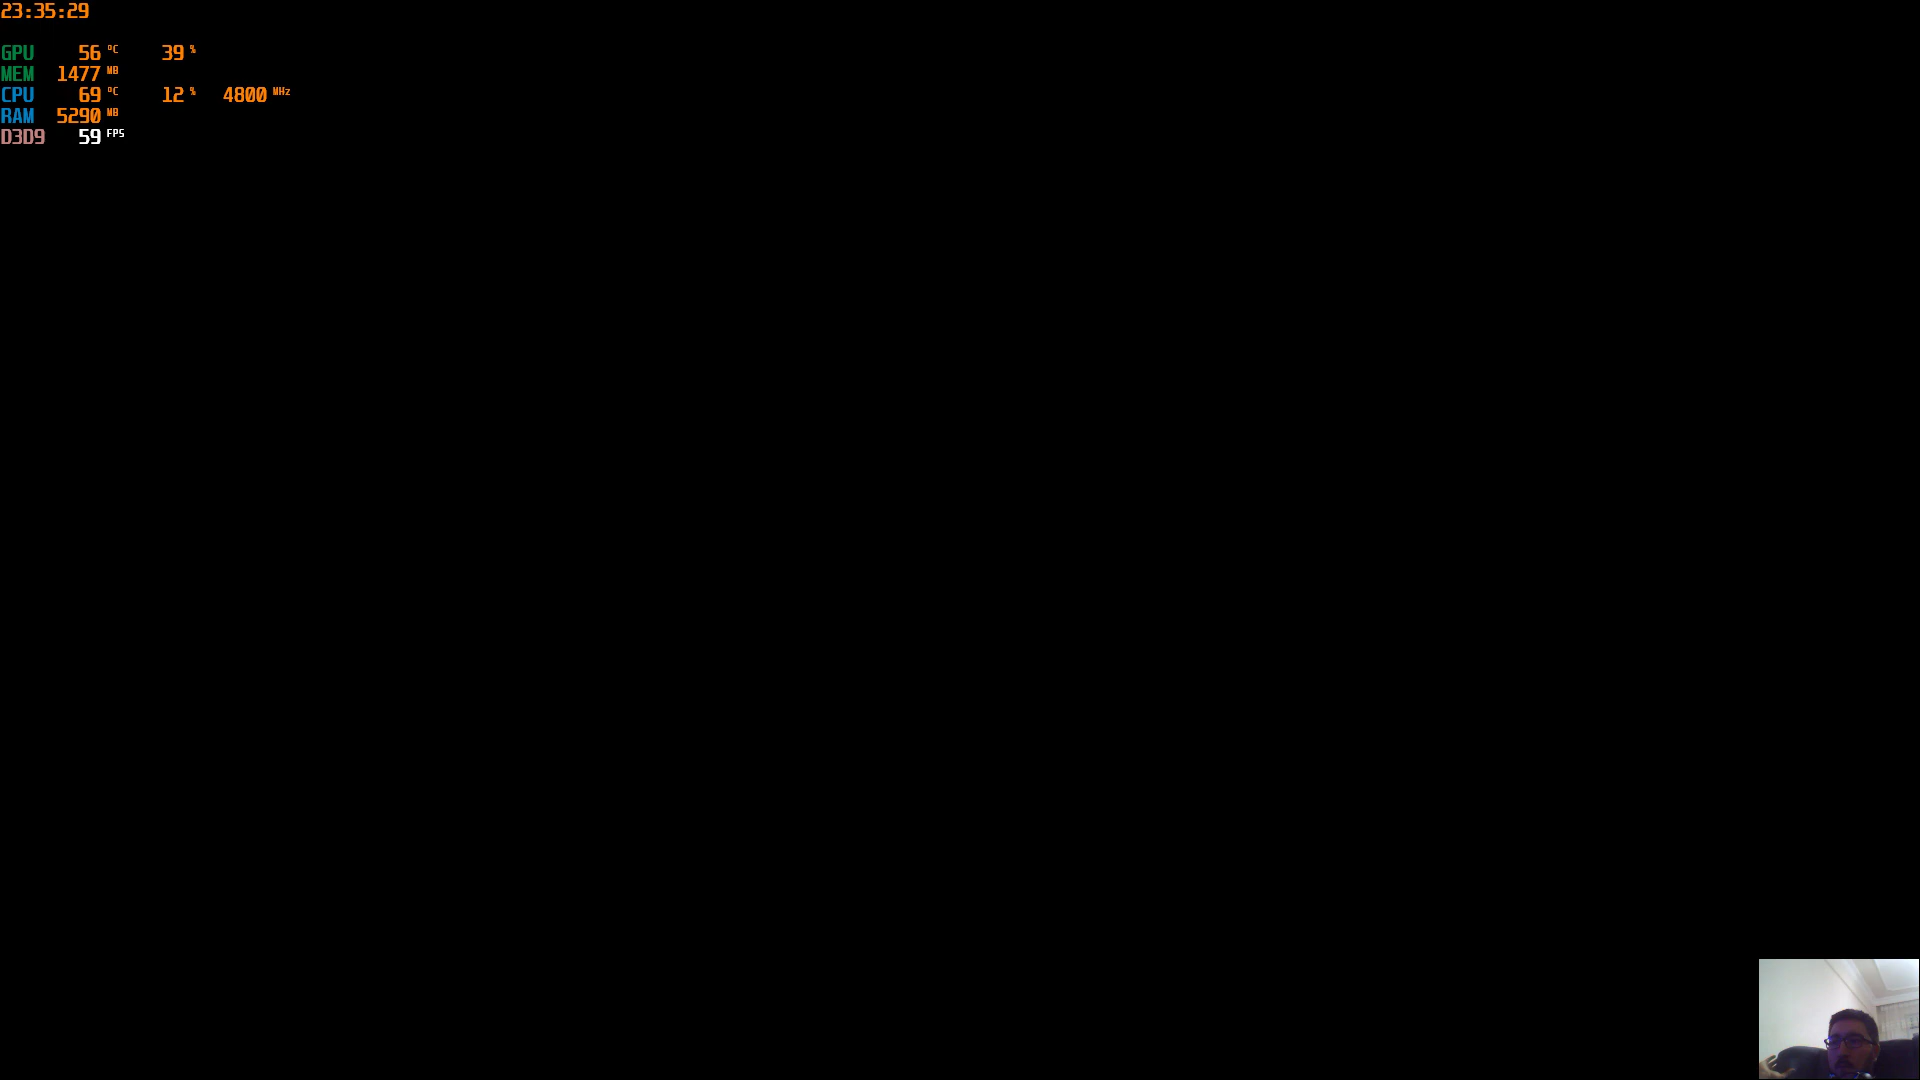 23:35:29
GPU 56 °C 39 %
MEM 1477 MB
CPU 69 °C 12 % 4800 MHz
RAM 5290 MB
D3D9 59 FPS